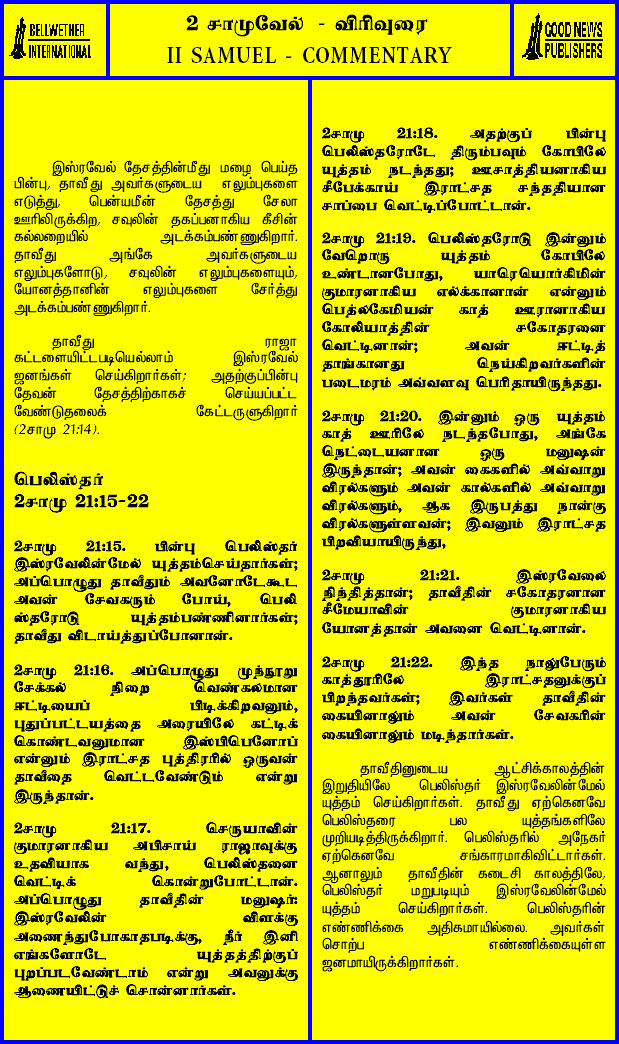 BELLWETHER
INTERNATIONAL
2 சாமுவேல் - விரிவுரை
II SAMUEL - COMMENTARY
GOOD NEWS
PUBLISHERS
இஸ்ரவேல் தேசத்தின்மீது மழை பெய்த
பின்பு, தாவீது அவர்களுடைய எலும்புகளை
எடுத்து, பென்யமீன் தேசத்து சேலா
ஊரிலிருக்கிற, சவுலின் தகப்பனாகிய கீசின்
கல்லறையில் அடக்கம்பண்ணுகிறார்.
தாவீது அங்கே அவர்களுடைய
எலும்புகளோடு, சவுலின் எலும்புகளையும்,
யோனத்தானின் எலும்புகளை சேர்த்து
அடக்கம்பண்ணுகிறார்.
தாவீது ராஜா
கட்டளையிட்டபடியெல்லாம் இஸ்ரவேல்
ஜனங்கள் செய்கிறார்கள்; அதற்குப்பின்பு
தேவன் தேசத்திற்காகச் செய்யப்பட்ட
வேண்டுதலைக் கேட்டருளுகிறார்
(2சாமு 21:14).
பெலிஸ்தர்
2சாமு 21:15-22
2சாமு 21:15. பின்பு பெலிஸ்தர்
இஸ்ரவேலின்மேல் யுத்தம்செய்தார்கள்;
அப்பொழுது தாவீதும் அவனோடேகூட
அவன் சேவகரும் போய், பெலி
ஸ்தரோடு யுத்தம்பண்ணினார்கள்;
தாவீது விடாய்த்துப்போனான்.
2சாமு 21:16. அப்பொழுது முந்நூறு
சேக்கல் நிறை வெண்கலமான
ஈட்டியைப் பிடிக்கிறவனும்,
புதுப்பட்டயத்தை அரையிலே கட்டிக்
கொண்டவனுமான இஸ்பிபெனோப்
என்னும் இராட்சத புத்திரரில் ஒருவன்
தாவீதை வெட்டவேண்டும் என்று
இருந்தான்.
2சாமு 21:17. செருயாவின்
குமாரனாகிய அபிசாய் ராஜாவுக்கு
உதவியாக வந்து, பெலிஸ்தனை
வெட்டிக் கொன்றுபோட்டான்.
அப்பொழுது தாவீதின் மனுஷர்:
இஸ்ரவேலின் விளக்கு
அணைந்துபோகாதபடிக்கு, நீர் இனி
எங்களோடே யுத்தத்திற்குப்
புறப்படவேண்டாம் என்று அவனுக்கு
ஆணையிட்டுச் சொன்னார்கள்.
2சாமு 21:18. அதற்குப் பின்பு
பெலிஸ்தரோடே திரும்பவும் கோபிலே
யுத்தம் நடந்தது; ஊசாத்தியனாகிய
சீபேக்காய் இராட்சத சந்ததியான
சாப்பை வெட்டிப்போட்டான்.
2சாமு 21:19. பெலிஸ்தரோடு இன்னும்
வேறொரு யுத்தம் கோபிலே
உண்டானபோது, யாரெயொர்கிமின்
குமாரனாகிய எல்க்கானான் என்னும்
பெத்லகேமியன் காத் ஊரானாகிய
கோலியாத்தின் சகோதரனை
வெட்டினான்; அவன் ஈட்டித்
தாங்கானது நெய்கிறவர்களின்
படைமரம் அவ்வளவு பெரிதாயிருந்தது.
2சாமு 21:20. இன்னும் ஒரு யுத்தம்
காத் ஊரிலே நடந்தபோது, அங்கே
நெட்டையனான ஒரு மனுஷன்
இருந்தான்; அவன் கைகளில் அவ்வாறு
விரல்களும் அவன் கால்களில் அவ்வாறு
விரல்களும், ஆக இருபத்து நான்கு
விரல்களுள்ளவன்; இவனும் இராட்சத
பிறவியாயிருந்து,
2சாமு 21:21. இஸ்ரவேலை
நிந்தித்தான்; தாவீதின் சகோதரனான
சீமேயாவின் குமாரனாகிய
யோனத்தான் அவனை வெட்டினான்.
2சாமு 21:22. இந்த நாலுபேரும்
காத்தூரிலே இராட்சதனுக்குப்
பிறந்தவர்கள்; இவர்கள் தாவீதின்
கையினாலும் அவன் சேவகரின்
கையினாலும் மடிந்தார்கள்.
தாவீதினுடைய ஆட்சிக்காலத்தின்
இறுதியிலே பெலிஸ்தர் இஸ்ரவேலின்மேல்
யுத்தம் செய்கிறார்கள். தாவீது ஏற்கெனவே
பெலிஸ்தரை பல யுத்தங்களிலே
முறியடித்திருக்கிறார். பெலிஸ்தரில் அநேகர்
ஏற்கெனவே சங்காரமாகிவிட்டார்கள்.
ஆனாலும் தாவீதின் கடைசி காலத்திலே,
பெலிஸ்தர் மறுபடியும் இஸ்ரவேலின்மேல்
யுத்தம் செய்கிறார்கள். பெலிஸ்தரின்
எண்ணிக்கை அதிகமாயில்லை. அவர்கள்
சொற்ப எண்ணிக்கையுள்ள
ஜனமாயிருக்கிறார்கள்.